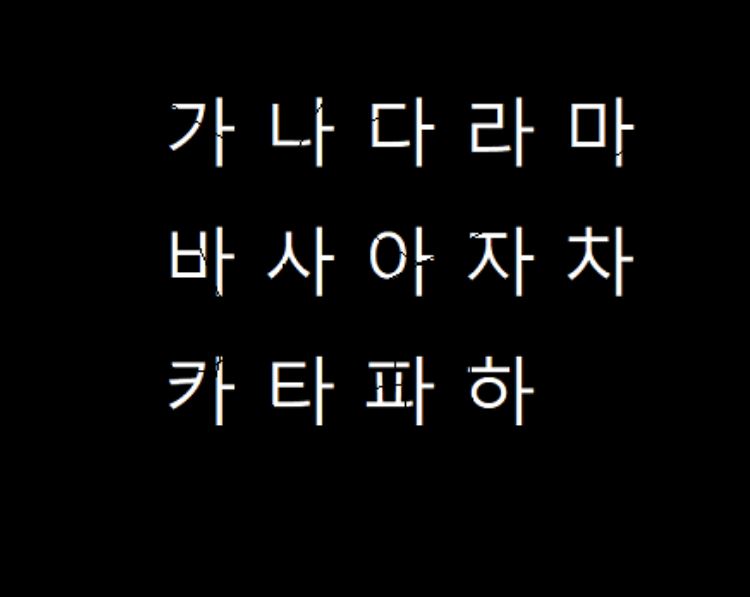 가 나 다 라 마
바 사 아 자 차
카 타 파 하